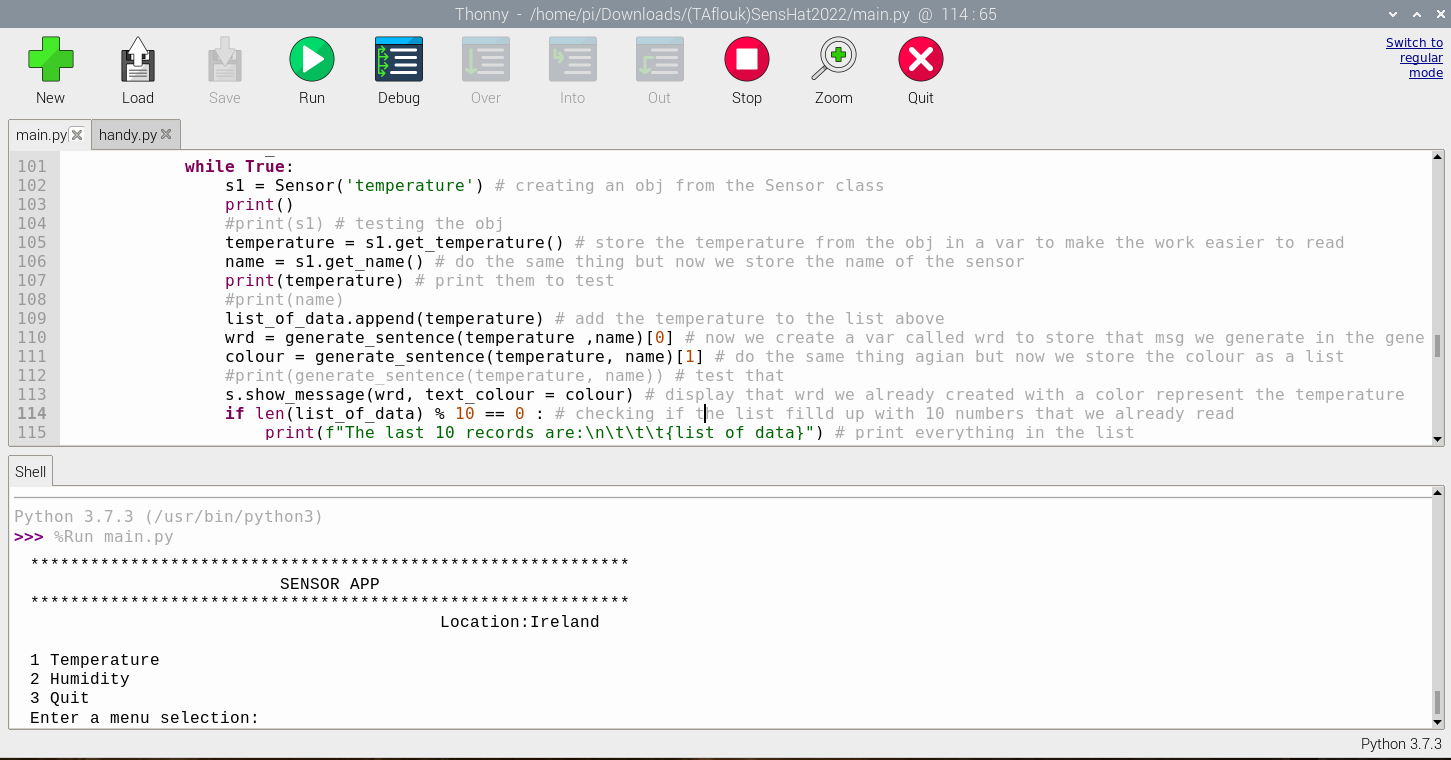 Thonny - /home/pi/Downloads/(TAflouk)SensHat2022/main.py @ 114 : 65
Switch to
regular
mode
New Load Save Run Debug Over Into Out Stop Zoom Quit
main.py handy.py
101 while True:
102 s1 = Sensor('temperature') # creating an obj from the Sensor class
103 print()
104 #print(s1) # testing the obj
105 temperature = s1.get_temperature() # store the temperature from the obj in a var to make the work easier to read
106 name = s1.get_name() # do the same thing but now we store the name of the sensor
107 print(temperature) # print them to test
108 #print(name)
109 list_of_data.append(temperature) # add the temperature to the list above
110 wrd = generate_sentence(temperature ,name)[0] # now we create a var called wrd to store that msg we generate in the gene
111 colour = generate_sentence(temperature, name)[1] # do the same thing agian but now we store the colour as a list
112 #print(generate_sentence(temperature, name)) # test that
113 s.show_message(wrd, text_colour = colour) # display that wrd we already created with a color represent the temperature
114 if len(list_of_data) % 10 == 0 : # checking if the list filld up with 10 numbers that we already read
115 print(f"The last 10 records are:\n\t\t\t{list of data}") # print everything in the list
Shell
Python 3.7.3 (/usr/bin/python3)
>>> %Run main.py
************************************************************
SENSOR APP
************************************************************
Location:Ireland
1 Temperature
2 Humidity
3 Quit
Enter a menu selection:
Python 3.7.3